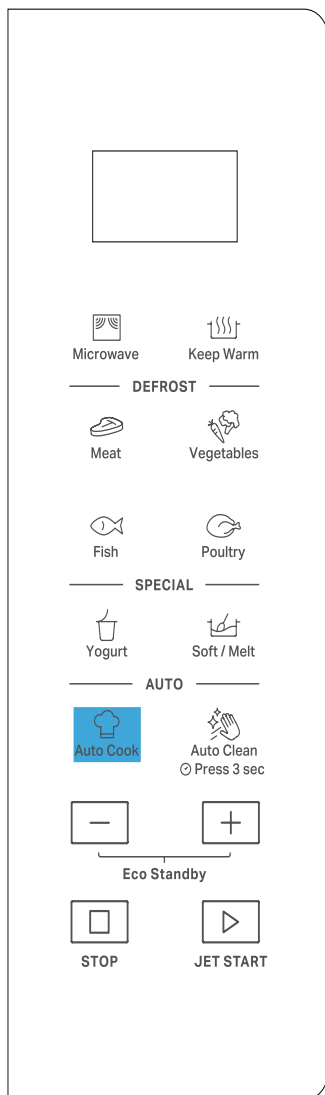 Microwave
Keep Warm
DEFROST
Meat
Vegetables
Fish
Poultry
SPECIAL
Yogurt
Soft / Melt
AUTO
Auto Cook
Auto Clean
Press 3 sec
Eco Standby
STOP
JET START